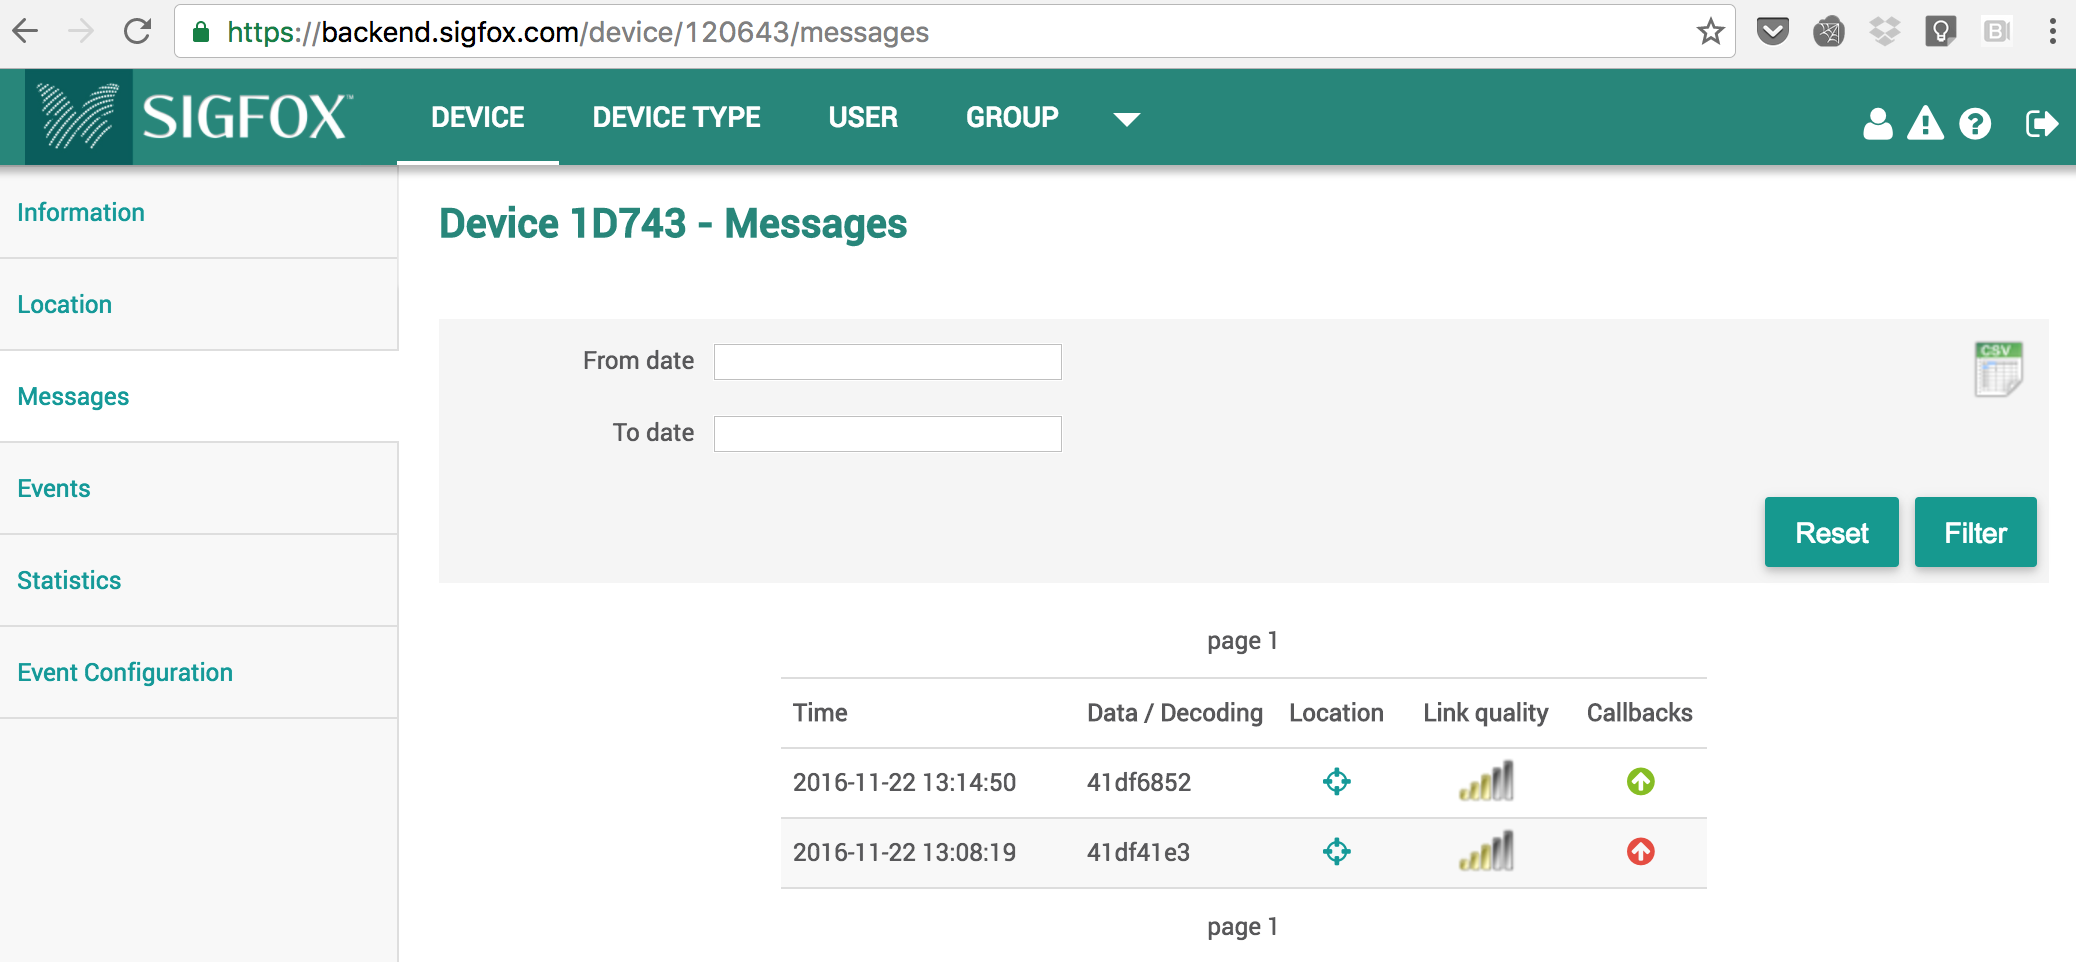 https://backend.sigfox.com/device/120643/messages
SIGFOX™ DEVICE DEVICE TYPE USER GROUP
Information
Location
Messages
Events
Statistics
Event Configuration
Device 1D743 - Messages
From date
To date
CSV
Reset Filter
page 1
Time Data / Decoding Location Link quality Callbacks
2016-11-22 13:14:50 41df6852
2016-11-22 13:08:19 41df41e3
page 1